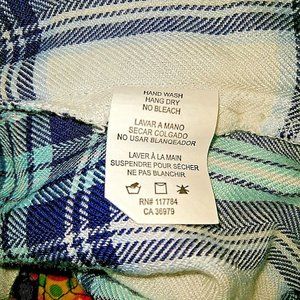 HAND WASH
HANG DRY
NO BLEACH
LAVAR A MANO
SECAR COLGADO
NO USAR BLANQEADOR
LAVER À LA MAIN
SUSPENDRE POUR SÉCHER
NE PAS BLANCHIR
RN# 117784
CA 36979